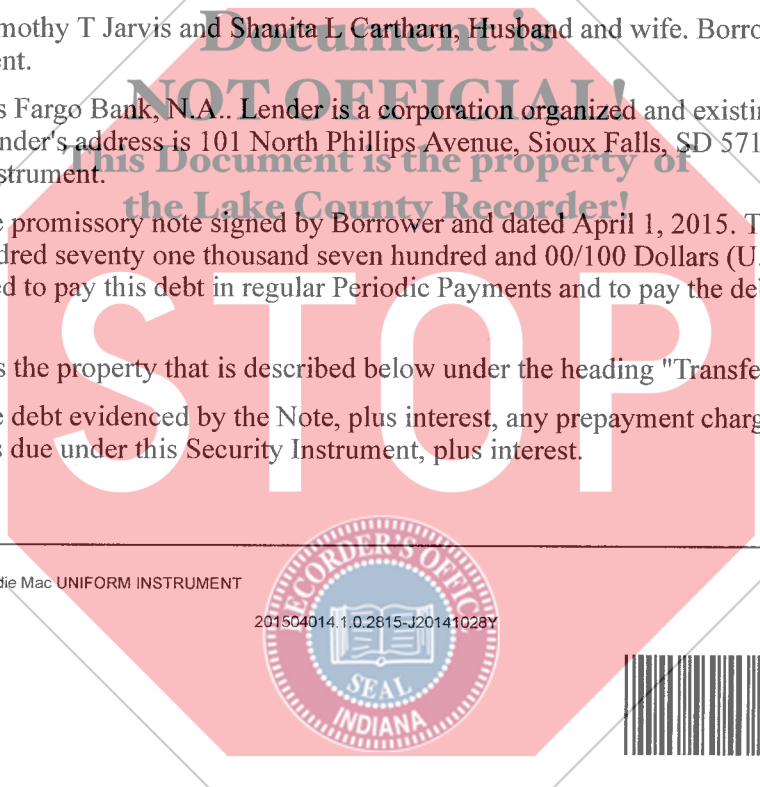 Document is
mothy T Jarvis and Shanita L Cartharn, Husband and wife. Borro
ent.
NOT OFFICIAL!
s Fargo Bank, N.A.. Lender is a corporation organized and existin
nder's address is 101 North Phillips Avenue, Sioux Falls, SD 571
This Document is the property of
strument.
the Lake County Recorder!
e promissory note signed by Borrower and dated April 1, 2015. T
dred seventy one thousand seven hundred and 00/100 Dollars (U.
ed to pay this debt in regular Periodic Payments and to pay the deb
STOP
s the property that is described below under the heading "Transfe
e debt evidenced by the Note, plus interest, any prepayment charg
s due under this Security Instrument, plus interest.
die Mac UNIFORM INSTRUMENT
201504014.1.0.2815-J20141028Y
RECORDER'S OFFIC
SEAL
INDIANA